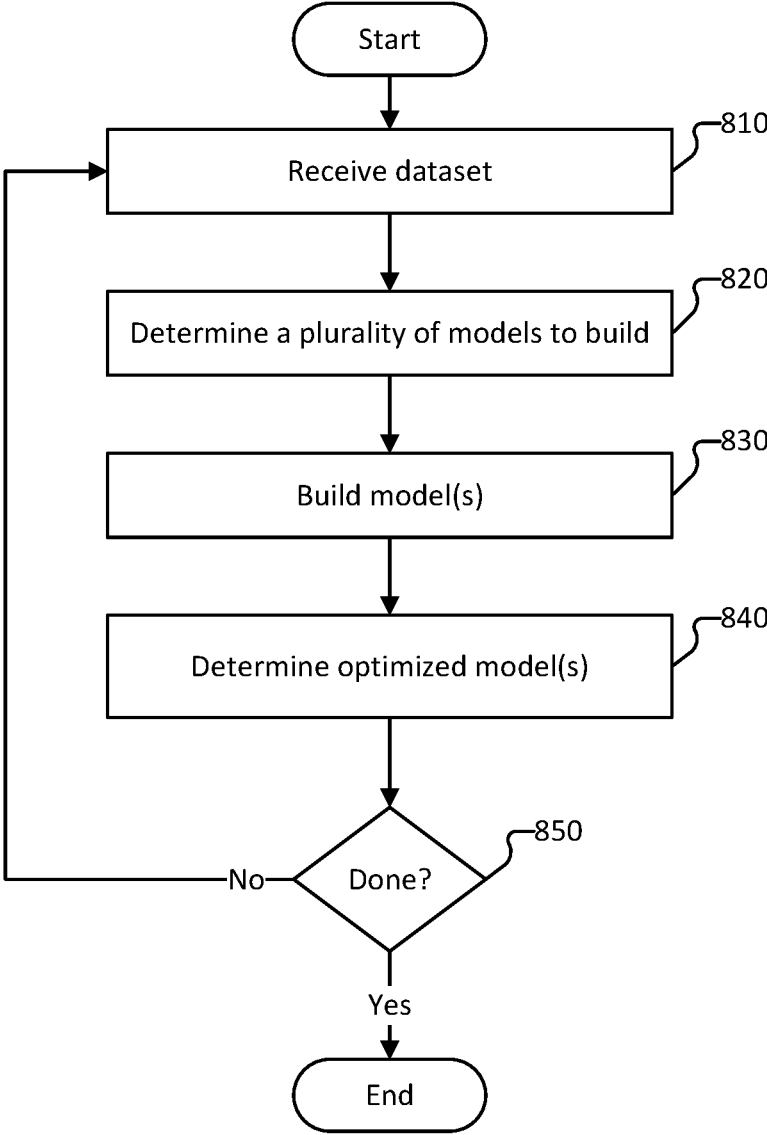 Start
810
Receive dataset
820
Determine a plurality of models to build
830
Build model(s)
840
Determine optimized model(s)
850
Done?
No
Yes
End